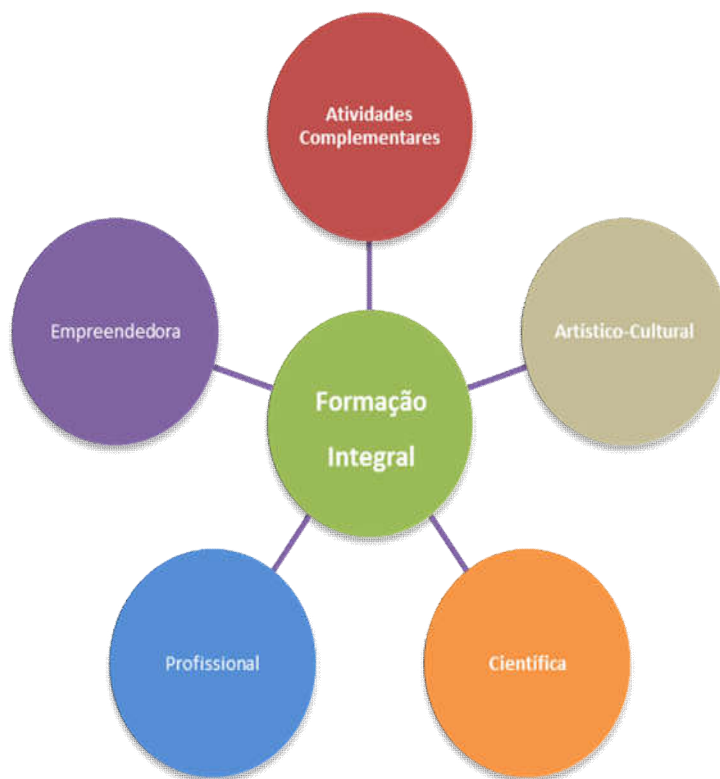 Atividades
Complementares
Empreendedora
Artístico-Cultural
Formação
Integral
Profissional
Científica